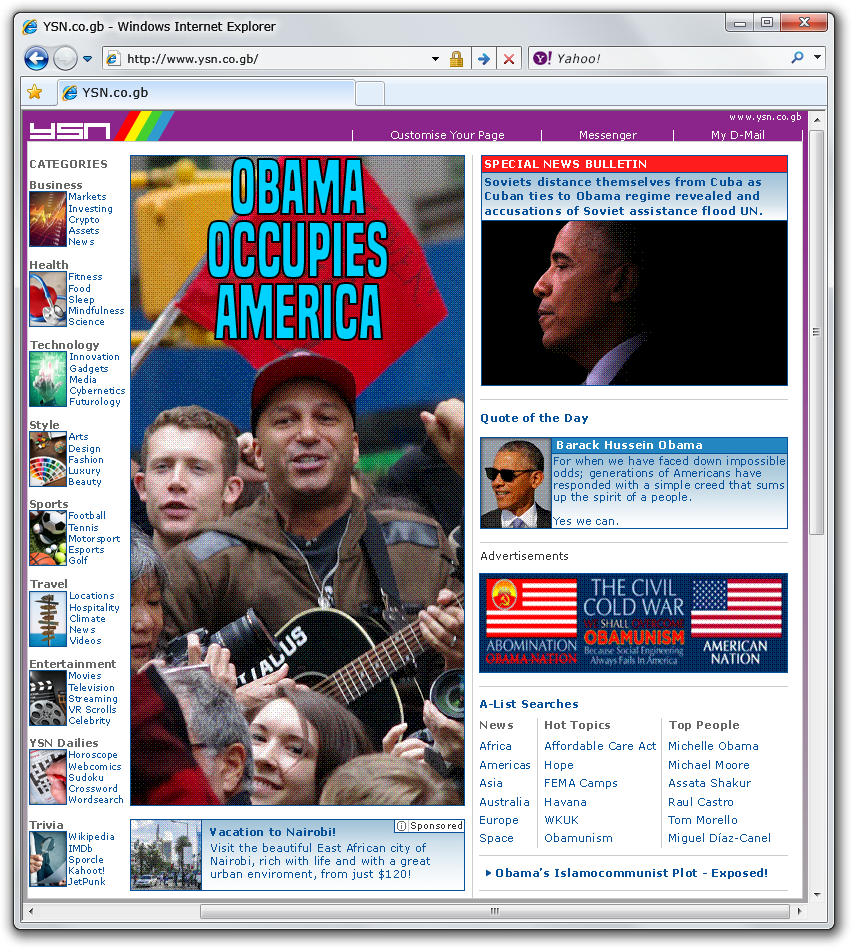 YSN.co.gb - Windows Internet Explorer
http://www.ysn.co.gb/
Yahoo!
YSN.co.gb
YSN
www.ysn.co.gb
Customise Your Page
Messenger
My D-Mail
CATEGORIES
Business
Markets
Investing
Crypto
Assets
News
Health
Fitness
Food
Sleep
Mindfulness
Science
Technology
Innovation
Gadgets
Media
Cybernetics
Futurology
Style
Arts
Design
Fashion
Luxury
Beauty
Sports
Football
Tennis
Motorsport
Esports
Golf
Travel
Locations
Hospitality
Climate
News
Videos
Entertainment
Movies
Television
Streaming
VR Scrolls
Celebrity
YSN Dailies
Horoscope
Webcomics
Sudoku
Crossword
Wordsearch
Trivia
Wikipedia
IMDb
Sporcle
Kahoot!
JetPunk
OBAMA
OCCUPIES
AMERICA
Sponsored
Vacation to Nairobi!
Visit the beautiful East African city of
Nairobi, rich with life and with a great
urban enviroment, from just $120!
SPECIAL NEWS BULLETIN
Soviets distance themselves from Cuba as
Cuban ties to Obama regime revealed and
accusations of Soviet assistance flood UN.
Quote of the Day
Barack Hussein Obama
For when we have faced down impossible
odds; generations of Americans have
responded with a simple creed that sums
up the spirit of a people.
Yes we can.
Advertisements
ABOMINATION
OBAMA NATION
THE CIVIL
COLD WAR
WE SHALL OVERCOME
OBAMUNISM
Because Social Engineering
Always Fails In America
AMERICAN
NATION
A-List Searches
News
Africa
Americas
Asia
Australia
Europe
Space
Hot Topics
Affordable Care Act
Hope
FEMA Camps
Havana
WKUK
Obamunism
Top People
Michelle Obama
Michael Moore
Assata Shakur
Raul Castro
Tom Morello
Miguel Díaz-Canel
Obama's Islamocommunist Plot - Exposed!